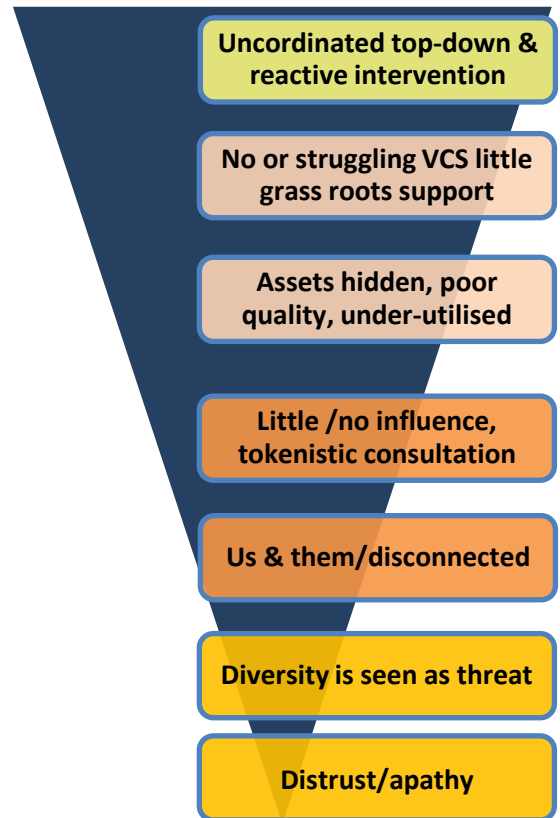 Uncordinated top-down &
reactive intervention
No or struggling VCS little
grass roots support
Assets hidden, poor
quality, under-utilised
Little /no influence,
tokenistic consultation
Us & them/disconnected
Diversity is seen as threat
Distrust/apathy